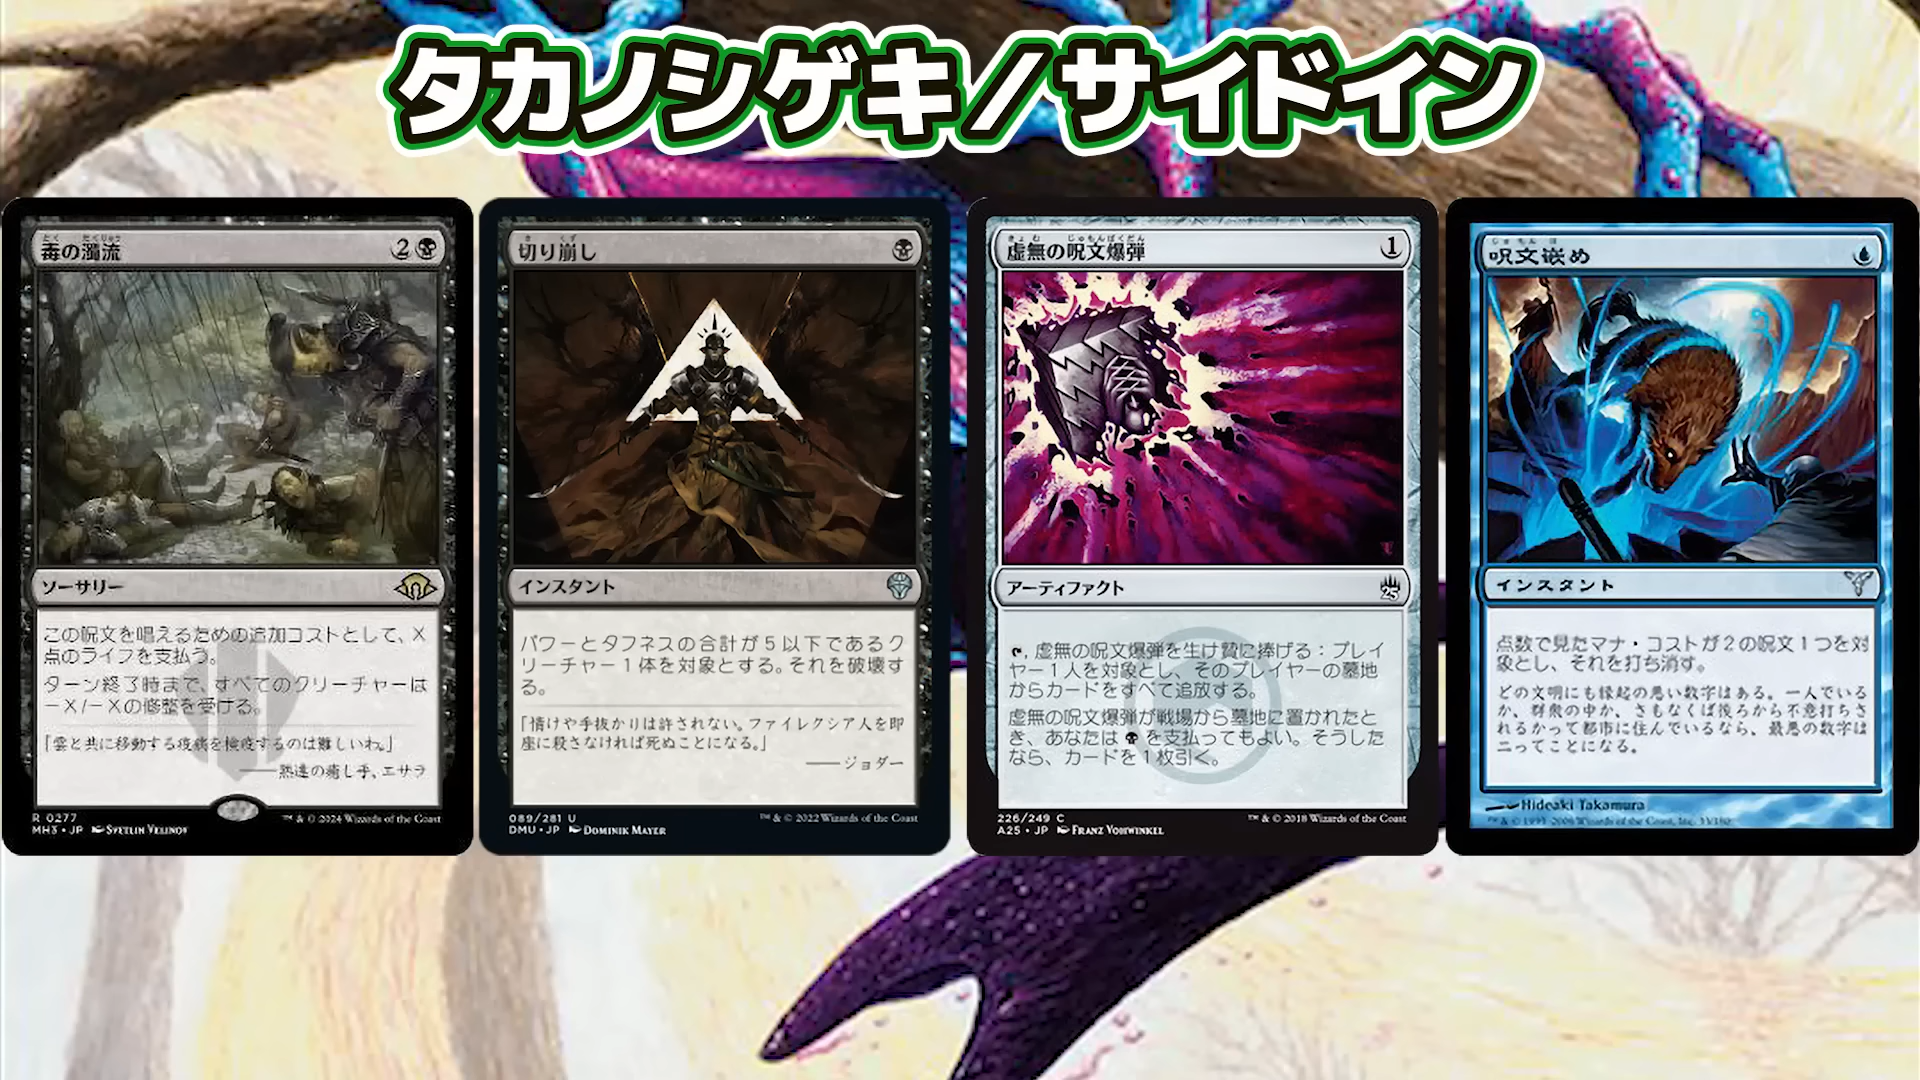 タカノシゲキ/サイドイン
毒の濁流 2
ソーサリー
この呪文を唱えるための追加コストとして、X
点のライフを支払う。
ターン終了時まで、すべてのクリーチャーは
-X/-Xの修整を受ける。
「雲と共に移動する疫病を検疫するのは難しいわ。」
――熟達の癒し手、エサラ
R 0277
MH3・JP Svetlin Velinov
™ & © 2024 Wizards of the Coast
切り崩し
インスタント
パワーとタフネスの合計が5以下であるク
リーチャー1体を対象とする。それを破壊す
る。
「情けや手抜かりは許されない。ファイレクシア人を即
座に殺さなければ死ぬことになる。」
――ジョダー
089/281 U
DMU・JP Dominik Mayer
™ & © 2022 Wizards of the Coast
虚無の呪文爆弾 1
アーティファクト
, 虚無の呪文爆弾を生け贄に捧げる:プレイ
ヤー1人を対象とし、そのプレイヤーの墓地
からカードをすべて追放する。
虚無の呪文爆弾が戦場から墓地に置かれたと
き、あなたは を支払ってもよい。そうした
なら、カードを1枚引く。
226/249 C
A25・JP Franz Vohwinkel
™ & © 2018 Wizards of the Coast
呪文嵌め
インスタント
点数で見たマナ・コストが2の呪文1つを対
象とし、それを打ち消す。
どの文明にも縁起の悪い数字はある。一人でいる
か、群衆の中か、さもなくば後ろから不意打ちさ
れるかって都市に住んでいるなら、最悪の数字は
二ってことになる。
Hideaki Takamura
™ & © 1993-2006 Wizards of the Coast, Inc. 33/180